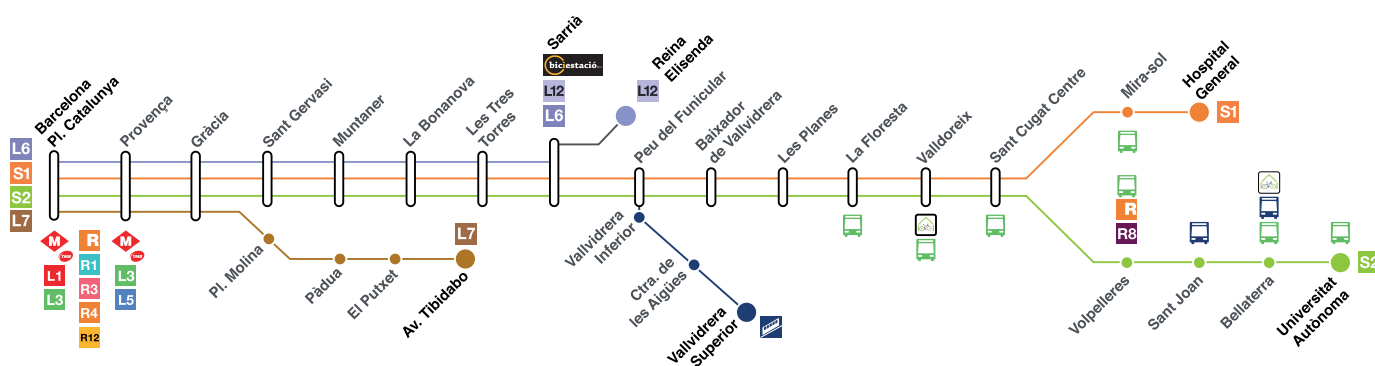 L6
S1
S2
L7
Barcelona
Pl. Catalunya
Provença
Gràcia
Sant Gervasi
Muntaner
La Bonanova
Les Tres
Torres
Sarrià
biciestació
L12
L6
Reina
Elisenda
L12
Peu del Funicular
Baixador
de Vallvidrera
Les Planes
La Floresta
Valldoreix
Sant Cugat Centre
Mira-sol
Hospital
General
S1
M
L1
L3
R
R1
R3
R4
R12
M
L3
L5
Pl. Molina
Pàdua
El Putxet
Av. Tibidabo
L7
Vallvidrera
Inferior
Ctra. de
les Aigües
Vallvidrera
Superior
R
R8
Volpelleres
Sant Joan
Bellaterra
Universitat
Autònoma
S2